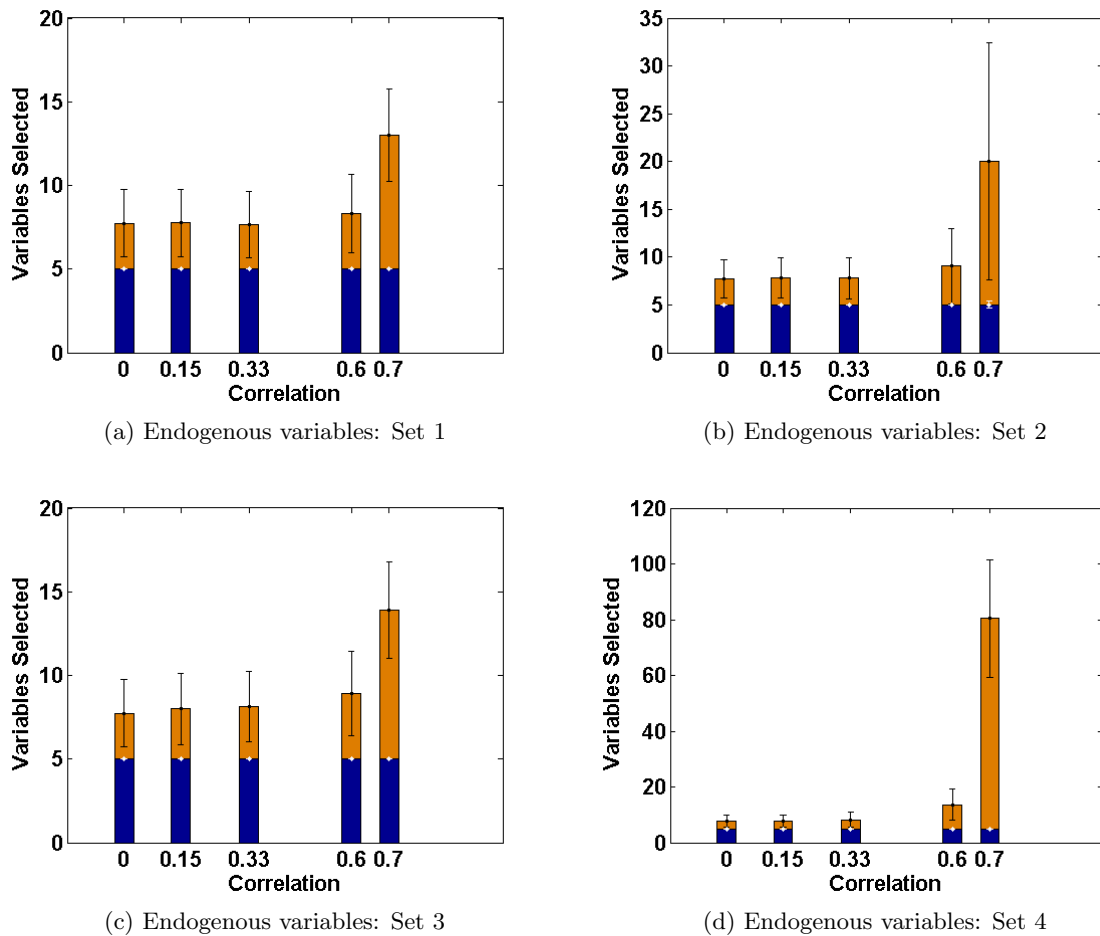 20
15
10
5
0
Variables Selected
0 0.15 0.33 0.6 0.7
Correlation
(a) Endogenous variables: Set 1
35
30
25
20
15
10
5
0
Variables Selected
0 0.15 0.33 0.6 0.7
Correlation
(b) Endogenous variables: Set 2
20
15
10
5
0
Variables Selected
0 0.15 0.33 0.6 0.7
Correlation
(c) Endogenous variables: Set 3
120
100
80
60
40
20
0
Variables Selected
0 0.15 0.33 0.6 0.7
Correlation
(d) Endogenous variables: Set 4